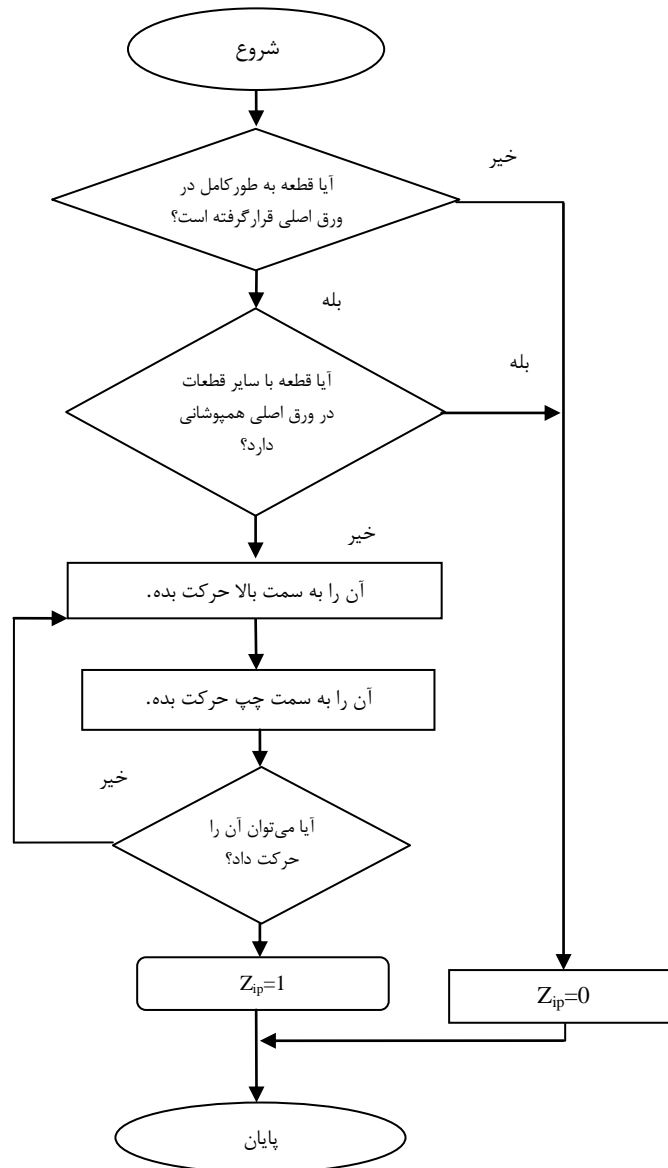 شروع
خیر
آیا قطعه به طورکامل در
ورق اصلی قرارگرفته است؟
بله
آیا قطعه با سایر قطعات
در ورق اصلی همپوشانی
دارد؟
بله
خیر
آن را به سمت بالا حرکت بده.
آن را به سمت چپ حرکت بده.
خیر
آیا می‌توان آن را
حرکت داد؟
Zip=1
Zip=0
پایان